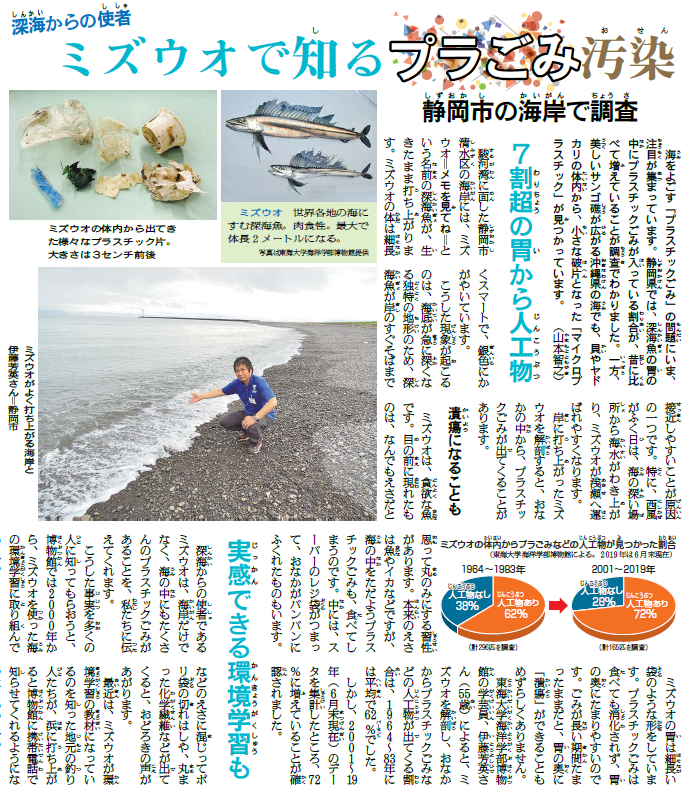 深海からの使者
ミズウオで知るプラごみ汚染
静岡市の海岸で調査
ミズウオの体内から出てき
た様々なプラスチック片。
大きさは3センチ前後
ミズウオ 世界各地の海に
すむ深海魚。肉食性。最大で
体長2メートルになる。
写真は東海大学海洋学部博物館提供
海をよごす「プラスチックごみ」の問題にいま、
注目が集まっています。静岡県では、深海魚の胃の
中にプラスチックごみが入っている割合が、昔に比
べて増えていることが調査でわかりました。一方、
美しいサンゴ礁が広がる沖縄県の海でも、貝やヤド
カリの体内から、小さな破片となった「マイクロプ
ラスチック」が見つかっています。(山本智之)
7割超の胃から人工物
駿河湾に面した静岡市
清水区の海岸には、ミズ
ウオ=メモを見てね=と
いう名前の深海魚が、生
きたまま打ち上がりま
す。ミズウオの体は細長
くスマートで、銀色にか
がやいています。
こうした現象が起こる
のは、海底が急に深くな
る独特の地形のため、深
海魚が岸のすぐそばまで
接近しやすいことが原因
の一つです。特に、西風
がふく日は、海の深い場
所から海水がわき上が
り、ミズウオが浅瀬へ運
ばれやすくなります。
岸に打ち上がったミズ
ウオを解剖すると、おな
かの中から、プラスチッ
クごみが出てくることが
あります。
潰瘍になることも
ミズウオは、貪欲な魚
です。目の前に現れたも
のは、なんでもえさだと
思って丸のみにする習性
があります。本来のえさ
は魚やイカなどですが、
海の中をただようプラス
チックごみも、食べてし
まうのです。中には、ス
ーパーのレジ袋がつまっ
て、おなかがパンパンに
ふくれたものもいます。
ミズウオがよく打ち上がる海岸と
伊藤芳英さん=静岡市
ミズウオの体内からプラごみなどの人工物が見つかった割合
(東海大学海洋学部博物館による。2019年は6月末現在)
1964〜1983年
人工物なし
38%
人工物あり
62%
(計296匹を調査)
2001〜2019年
人工物なし
28%
人工物あり
72%
(計165匹を調査)
ミズウオの胃は細長い
袋のような形をしていま
す。プラスチックごみは
食べても消化されず、胃
の奥にたまりやすいので
す。ごみが長い期間たま
ったままだと、胃の奥に
「潰瘍」ができることも
めずらしくありません。
東海大学海洋学部博物
館の学芸員、伊藤芳英さ
ん(55歳)によると、ミ
ズウオを解剖し、おなか
からプラスチックごみな
どの人工物が出てくる割
合は、1964〜83年に
は平均で62%でした。
しかし、2001〜19
年(6月末現在)のデー
タを集計したところ、72
%に増えていることが確
認されました。
実感できる環境学習も
深海からの使者である
ミズウオは、海岸だけで
なく、海の中にもたくさ
んのプラスチックごみが
あることを、私たちに伝
えてくれます。
こうした事実を多くの
人に知ってもらおうと、
博物館では2000年か
ら、ミズウオを使った海
の環境学習に取り組んで
などのえさに混じってポ
リ袋の切れはしや、丸ま
った化学繊維などが出て
くると、おどろきの声が
あがります。
最近は、ミズウオが環
境学習の教材になってい
るのを知った地元の釣り
人たちが、浜に打ち上が
ると博物館に携帯電話で
知らせてくれるようにな